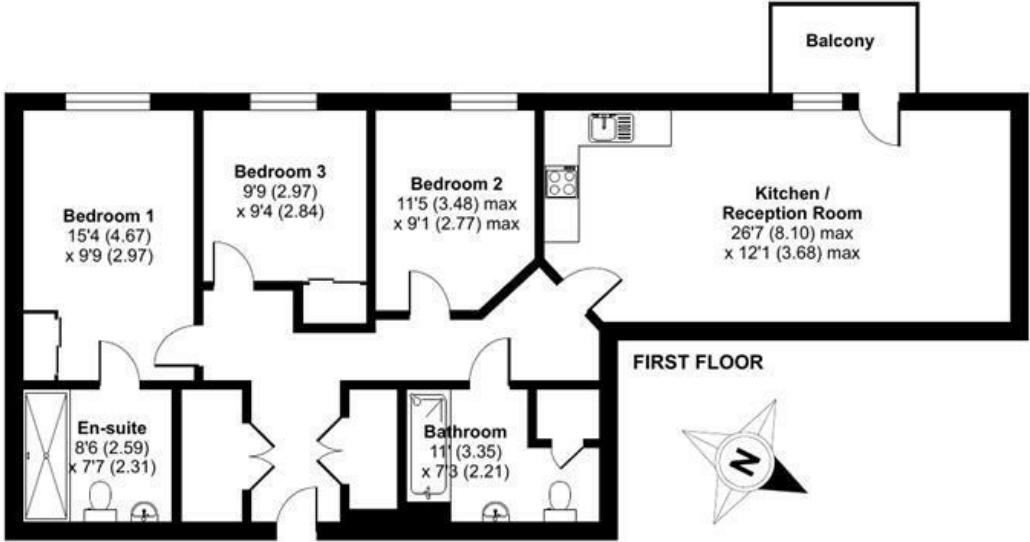 Balcony
Bedroom 1
15'4 (4.67)
x 9'9 (2.97)
Bedroom 3
9'9 (2.97)
x 9'4 (2.84)
Bedroom 2
11'5 (3.48) max
x 9'1 (2.77) max
Kitchen /
Reception Room
26'7 (8.10) max
x 12'1 (3.68) max
FIRST FLOOR
En-suite
8'6 (2.59)
x 7'7 (2.31)
Bathroom
11' (3.35)
x 7'3 (2.21)
N